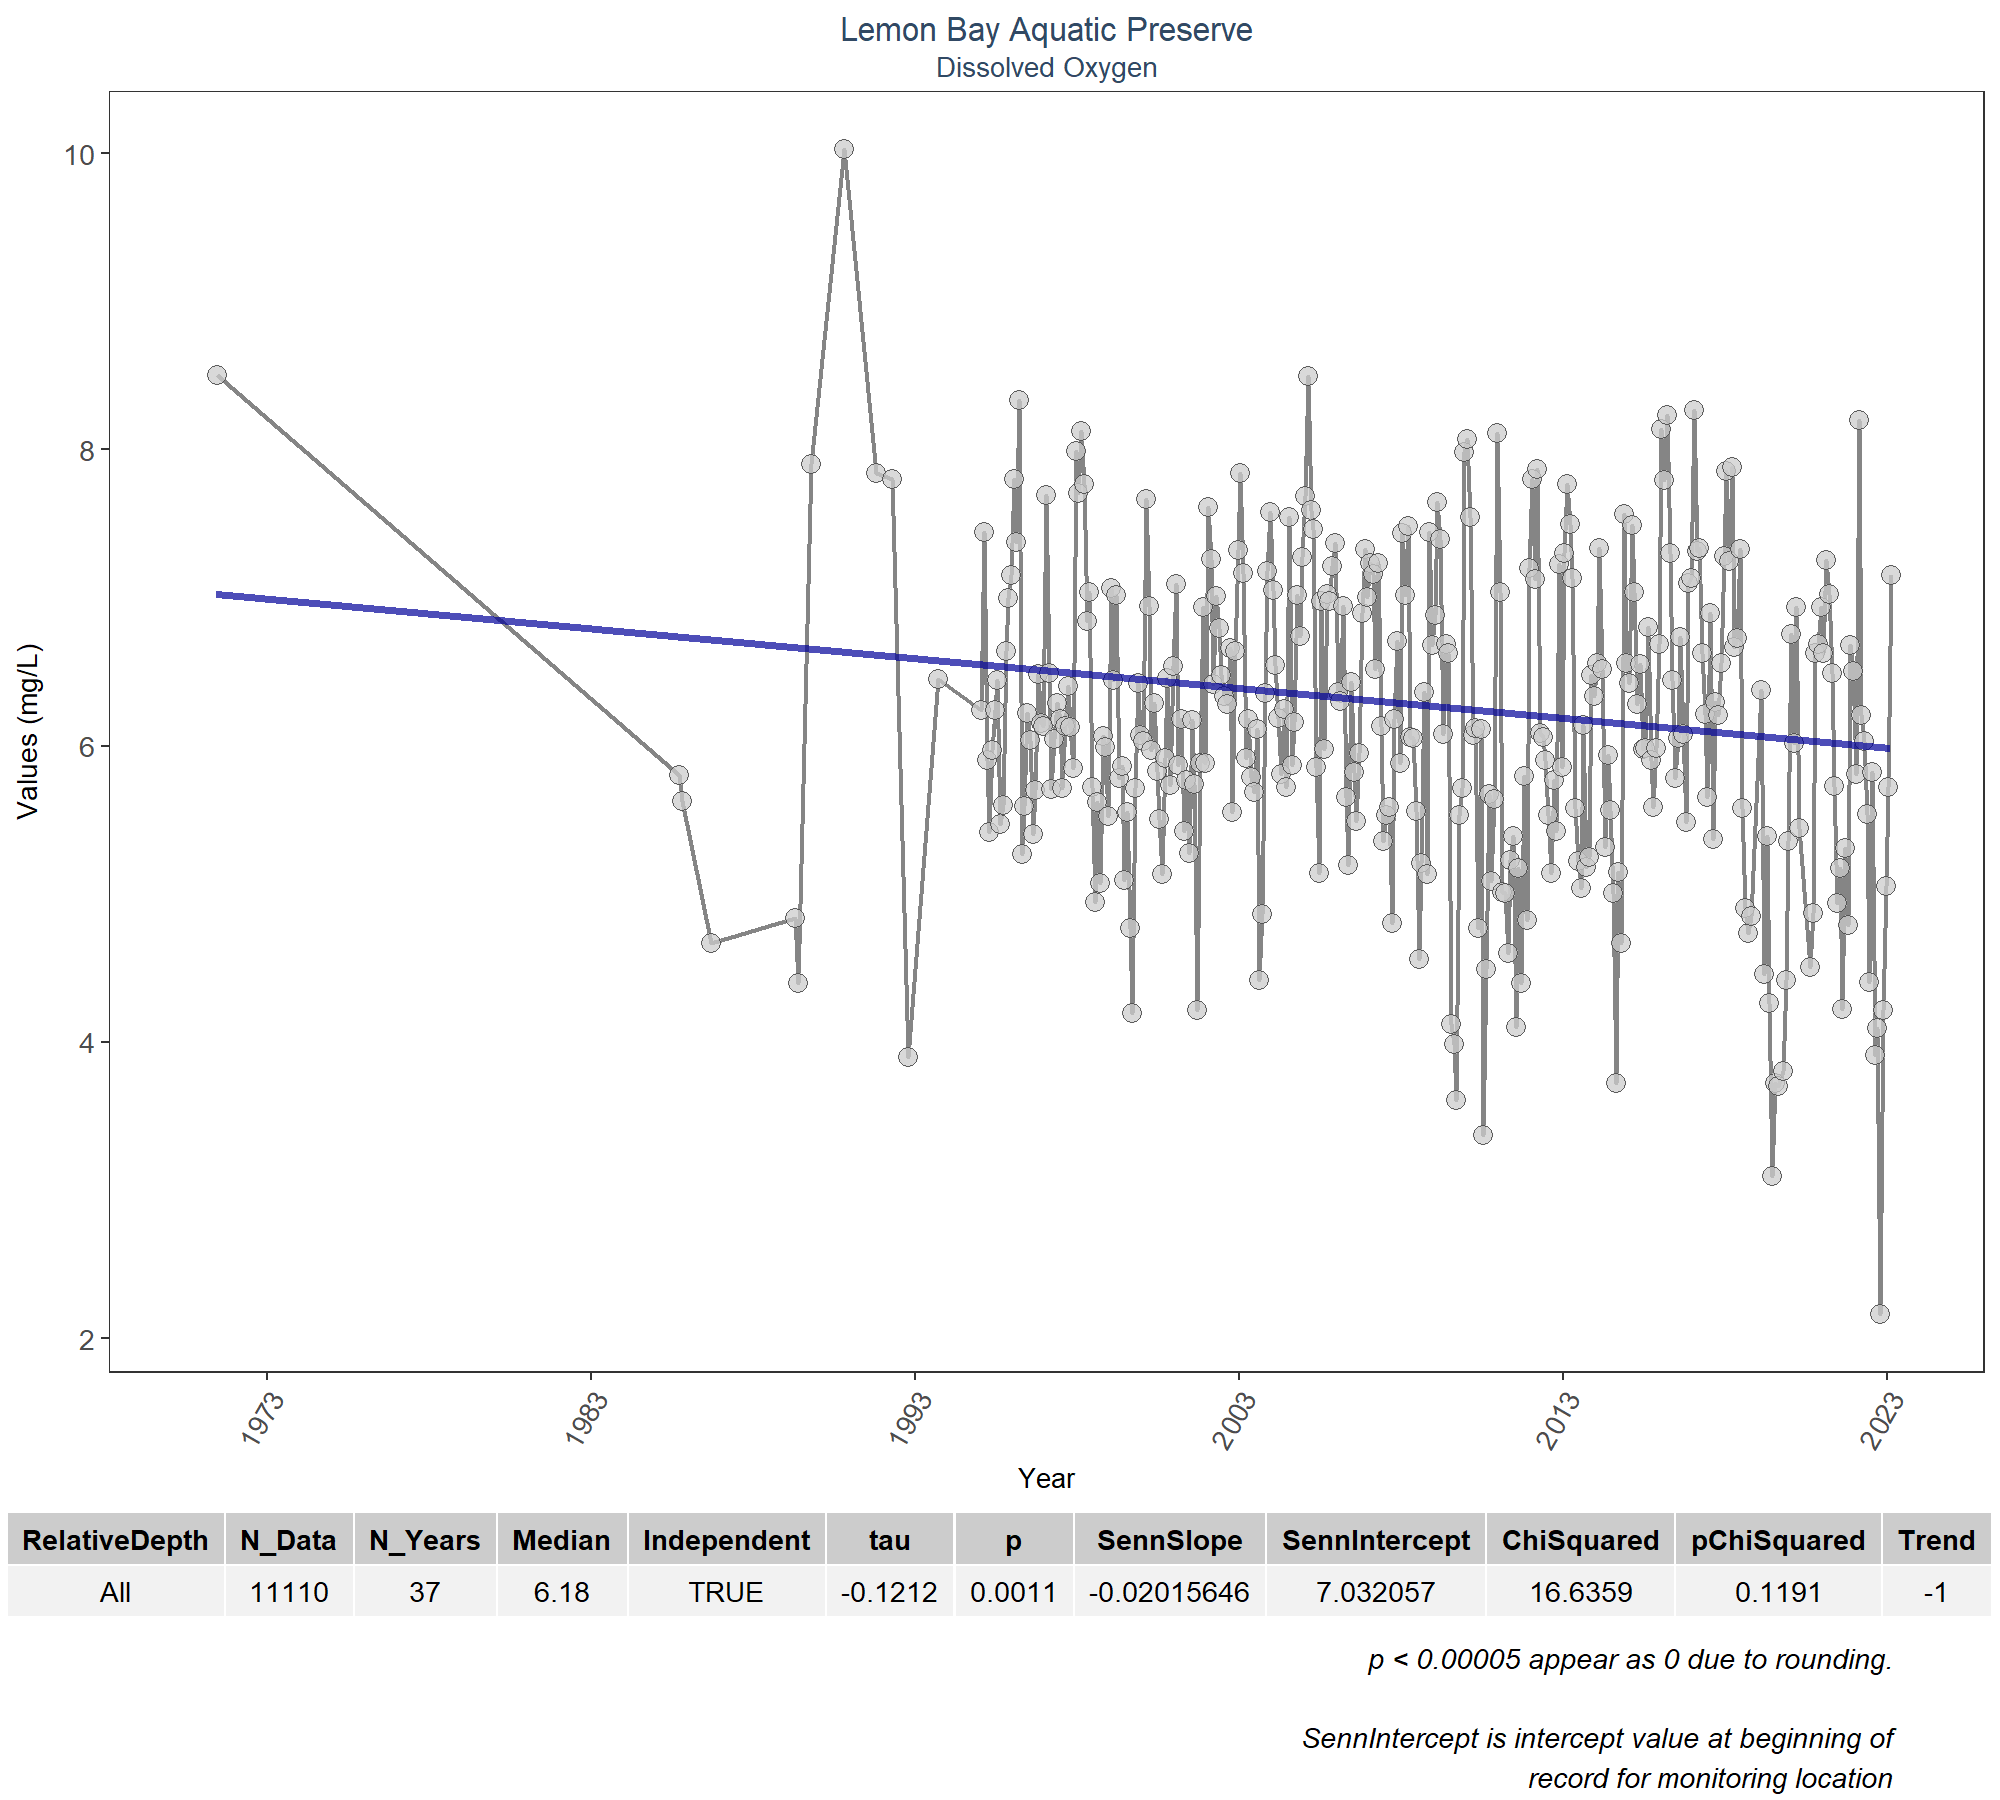 Lemon Bay Aquatic Preserve
Dissolved Oxygen
Values (mg/L)
10
8
6
4
2
1973 1983 1993 2003 2013 2023
Year
RelativeDepth N_Data N_Years Median Independent tau p SennSlope SennIntercept ChiSquared pChiSquared Trend
All 11110 37 6.18 TRUE -0.1212 0.0011 -0.02015646 7.032057 16.6359 0.1191 -1
p < 0.00005 appear as 0 due to rounding.
SennIntercept is intercept value at beginning of
record for monitoring location